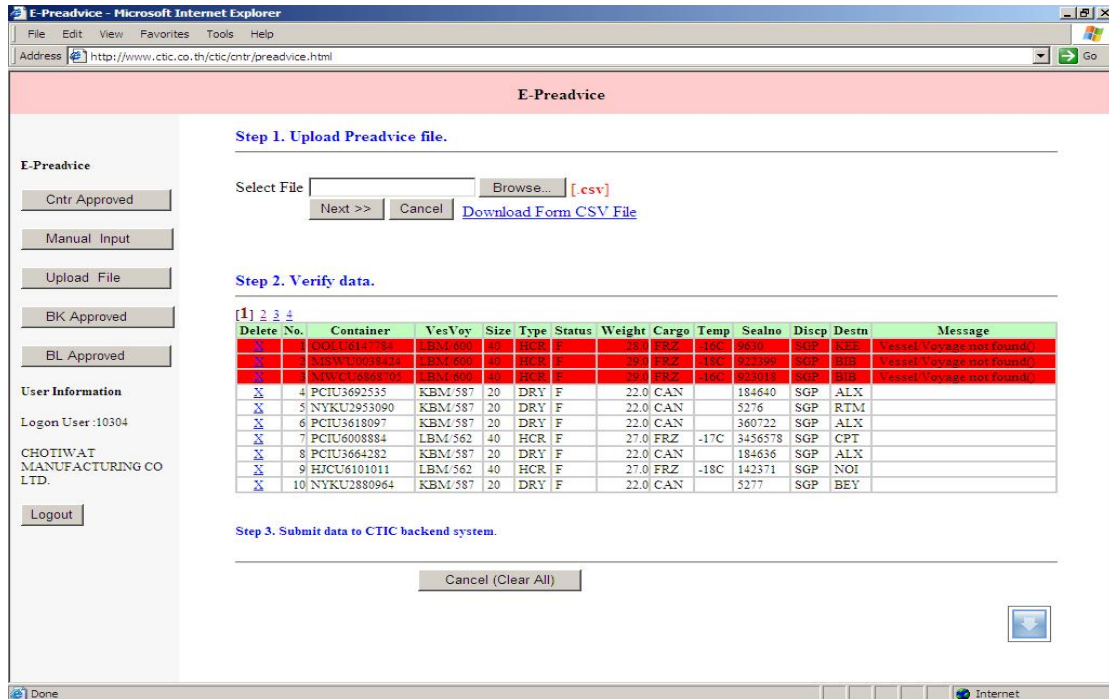 E-Preadvice - Microsoft Internet Explorer
File Edit View Favorites Tools Help
Address http://www.ctic.co.th/ctic/cntr/preadvice.html Go
E-Preadvice
E-Preadvice
Cntr Approved
Manual Input
Upload File
BK Approved
BL Approved
User Information
Logon User :10304
CHOTIWAT
MANUFACTURING CO
LTD.
Logout
Step 1. Upload Preadvice file.
Select File Browse... [.csv]
Next >> Cancel Download Form CSV File
Step 2. Verify data.
[1] 2 3 4
Delete No. Container VesVoy Size Type Status Weight Cargo Temp Sealno Discp Destn Message
X 1 OOLU6147784 LBM/600 40 HCR F 28.0 FRZ -16C 9630 SGP KEE Vessel/Voyage not found()
X 2 MSWU0038424 LBM/600 40 HCR F 29.0 FRZ -18C 922399 SGP BIB Vessel/Voyage not found()
X 3 MWCU6868705 LBM/600 40 HCR F 29.0 FRZ -16C 923018 SGP BIB Vessel/Voyage not found()
X 4 PCIU3692535 KBM/587 20 DRY F 22.0 CAN 184640 SGP ALX
X 5 NYKU2953090 KBM/587 20 DRY F 22.0 CAN 5276 SGP RTM
X 6 PCIU3618097 KBM/587 20 DRY F 22.0 CAN 360722 SGP ALX
X 7 PCIU6008884 LBM/562 40 HCR F 27.0 FRZ -17C 3456578 SGP CPT
X 8 PCIU3664282 KBM/587 20 DRY F 22.0 CAN 184636 SGP ALX
X 9 HJCU6101011 LBM/562 40 HCR F 27.0 FRZ -18C 142371 SGP NOI
X 10 NYKU2880964 KBM/587 20 DRY F 22.0 CAN 5277 SGP BEY
Step 3. Submit data to CTIC backend system.
Cancel (Clear All)
Done Internet